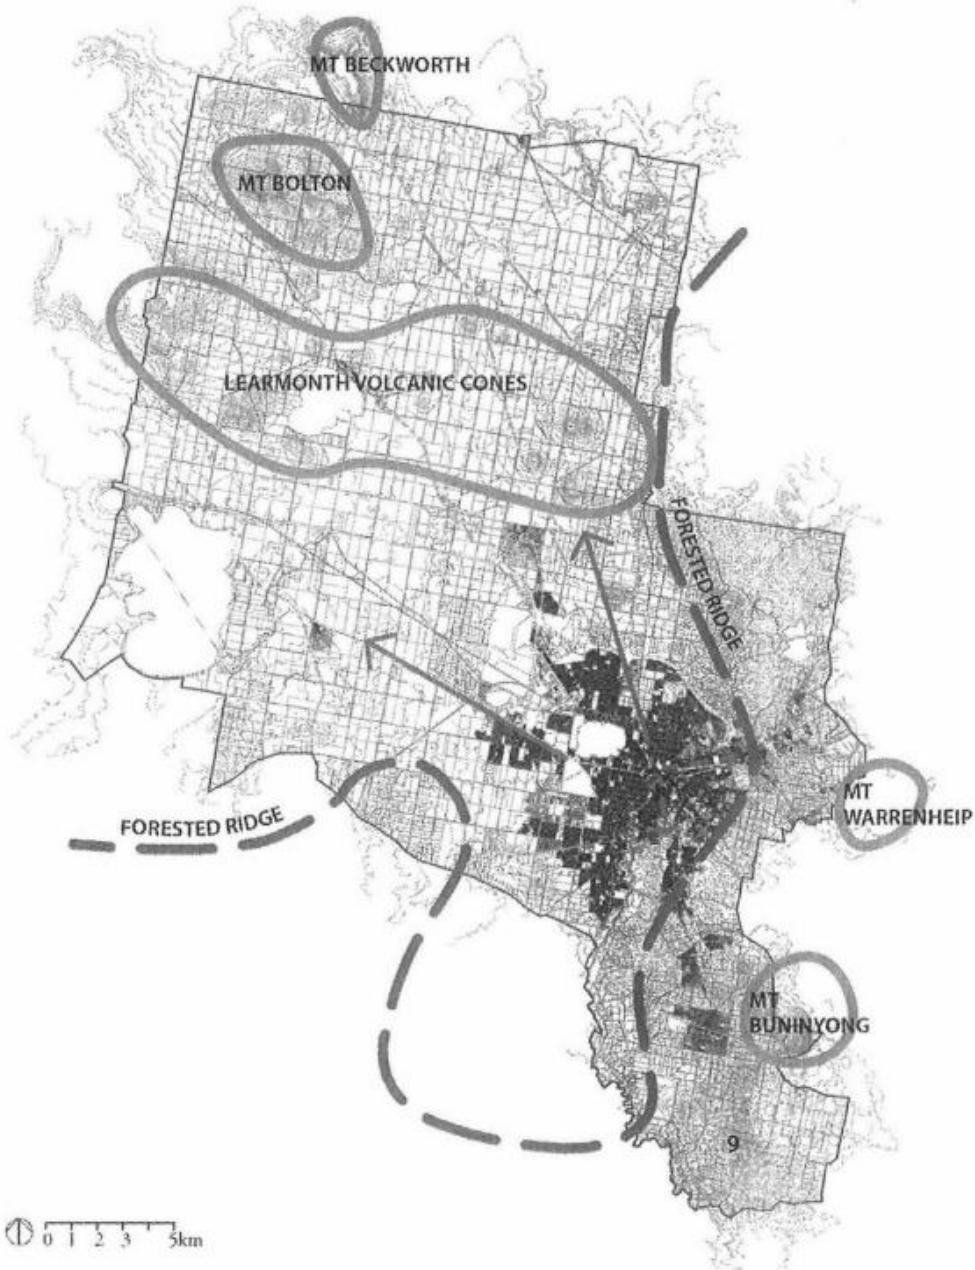 MT BECKWORTH
MT BOLTON
LEARMONTH VOLCANIC CONES
FORESTED RIDGE
MT
WARRENHEIP
FORESTED RIDGE
MT
BUNINYONG
9
0 1 2 3 5km